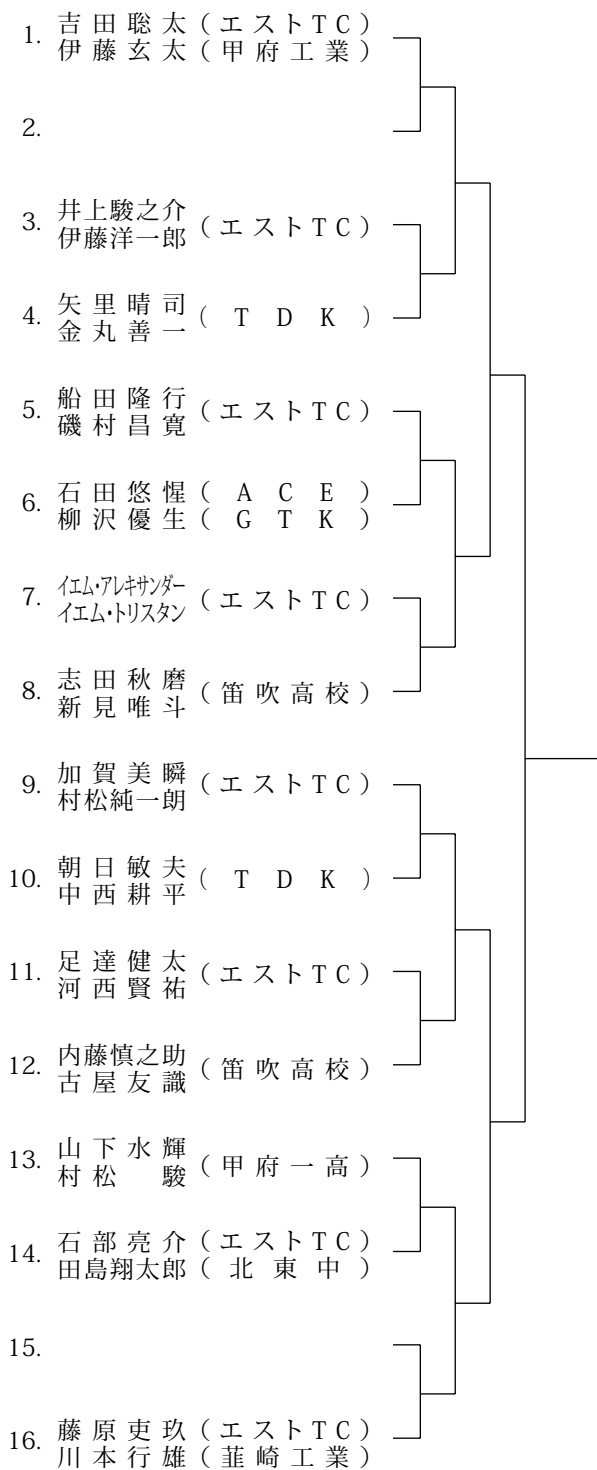 1. 吉田聡太（エストTC）
伊藤玄太（甲府工業）
2.
3. 井上駿之介（エストTC）
伊藤洋一郎
4. 矢里晴司（TDK）
金丸善一
5. 船田隆行（エストTC）
磯村昌寛
6. 石田悠惺（ACE）
柳沢優生（GTK）
7. イエム・アレキサンダー（エストTC）
イエム・トリスタン
8. 志田秋磨（笛吹高校）
新見唯斗
9. 加賀美瞬（エストTC）
村松純一朗
10. 朝日敏夫（TDK）
中西耕平
11. 足達健太（エストTC）
河西賢祐
12. 内藤慎之助（笛吹高校）
古屋友識
13. 山下水輝（甲府一高）
村松　駿
14. 石部亮介（エストTC）
田島翔太郎（北東中）
15.
16. 藤原吏玖（エストTC）
川本行雄（韮崎工業）